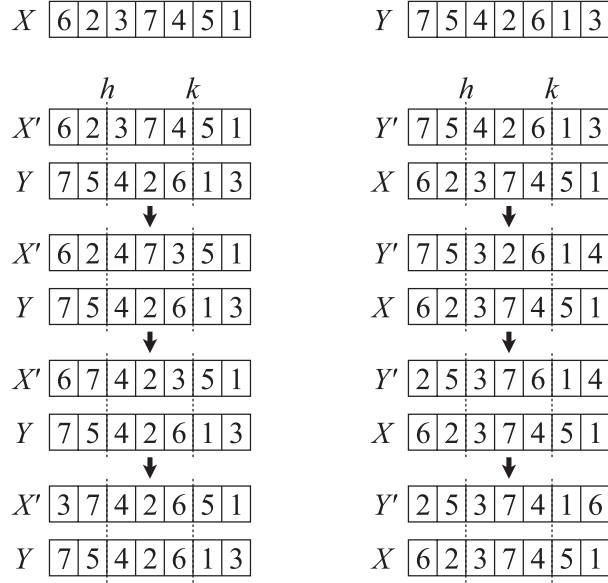 X 6 2 3 7 4 5 1
Y 7 5 4 2 6 1 3
h k
X′ 6 2 3 7 4 5 1
Y 7 5 4 2 6 1 3
X′ 6 2 4 7 3 5 1
Y 7 5 4 2 6 1 3
X′ 6 7 4 2 3 5 1
Y 7 5 4 2 6 1 3
X′ 3 7 4 2 6 5 1
Y 7 5 4 2 6 1 3
h k
Y′ 7 5 4 2 6 1 3
X 6 2 3 7 4 5 1
Y′ 7 5 3 2 6 1 4
X 6 2 3 7 4 5 1
Y′ 2 5 3 7 6 1 4
X 6 2 3 7 4 5 1
Y′ 2 5 3 7 4 1 6
X 6 2 3 7 4 5 1